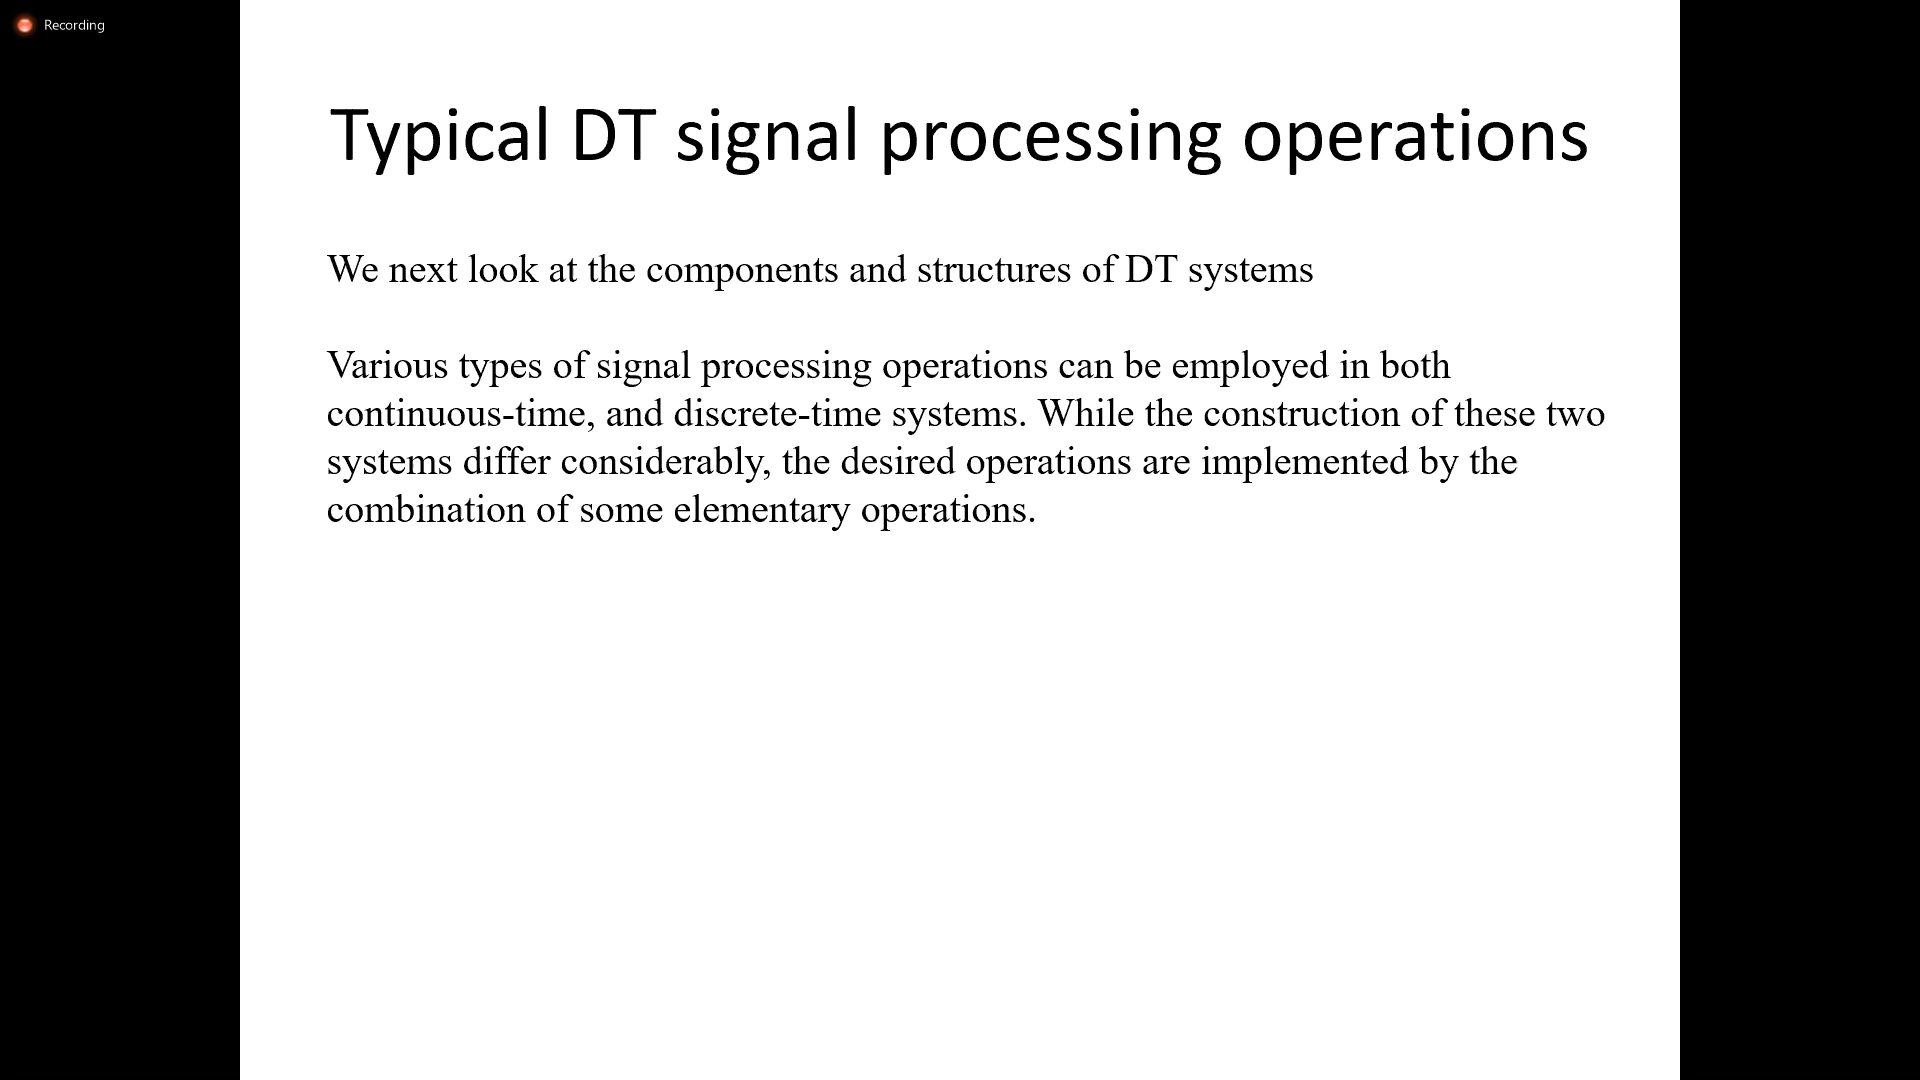 Recording
Typical DT signal processing operations
We next look at the components and structures of DT systems
Various types of signal processing operations can be employed in both
continuous-time, and discrete-time systems. While the construction of these two
systems differ considerably, the desired operations are implemented by the
combination of some elementary operations.